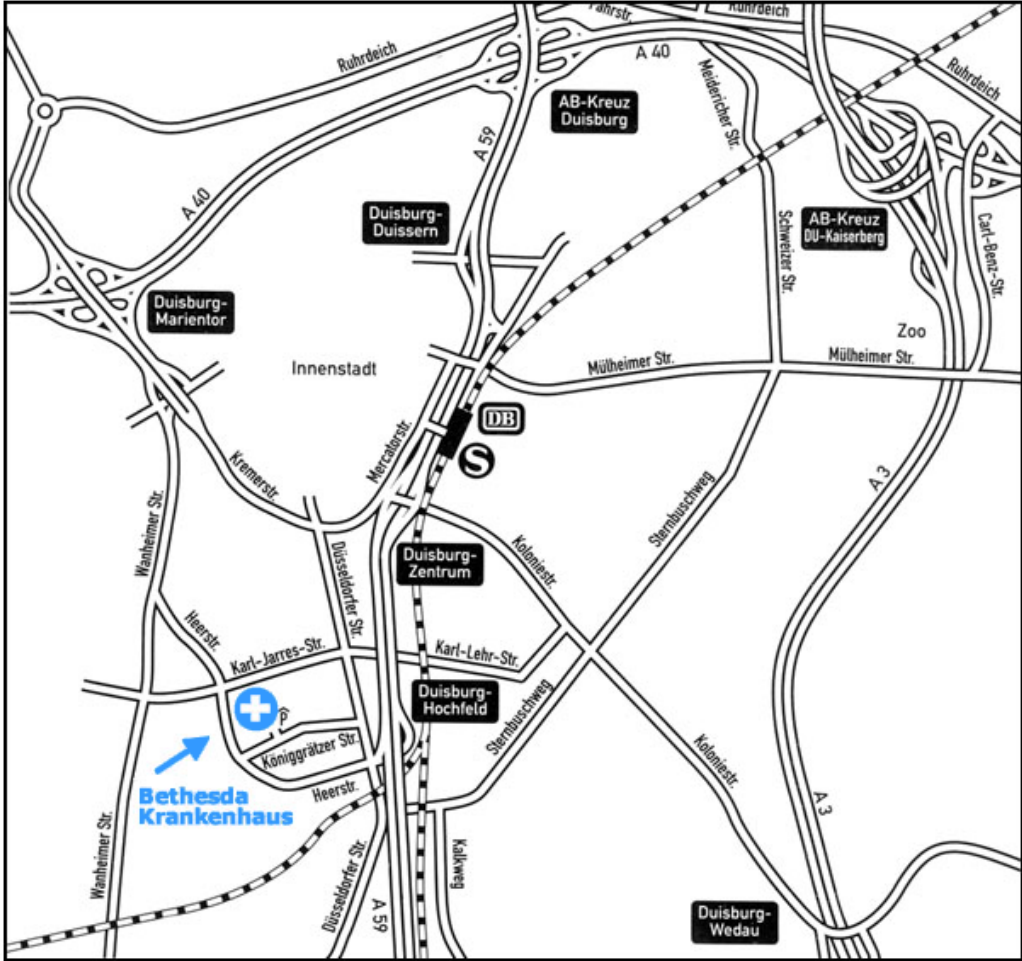 Fährstr.
Ruhrdeich
Ruhrdeich
A 40
Ruhrdeich
Meidericher Str.
AB-Kreuz
Duisburg
A 59
A 40
Duisburg-
Duissern
AB-Kreuz
DU-Kaiserberg
Schweizer Str.
Carl-Benz-Str.
Duisburg-
Marientor
Zoo
Innenstadt
Mülheimer Str.
Mülheimer Str.
DB
S
Mercatorstr.
Kremerstr.
A 3
Sternbuschweg
Wanheimer Str.
Düsseldorfer Str.
Duisburg-
Zentrum
Koloniestr.
Heerstr.
Karl-Jarres-Str.
Karl-Lehr-Str.
Duisburg-
Hochfeld
P
Sternbuschweg
Königgrätzer Str.
Koloniestr.
Heerstr.
Bethesda
Krankenhaus
A 3
Wanheimer Str.
Düsseldorfer Str.
Kalkweg
A 59
Duisburg-
Wedau